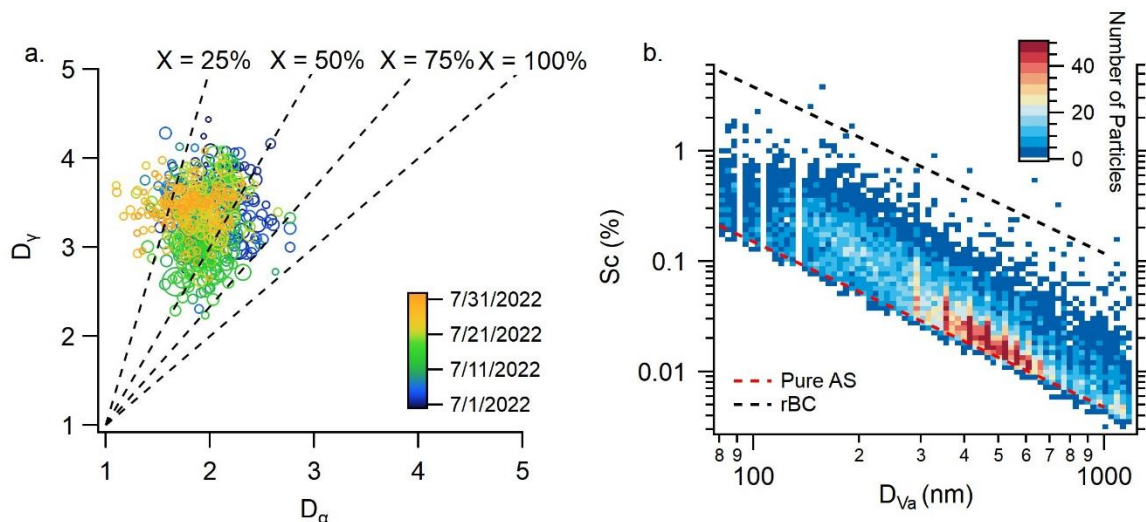 a.
X = 25%
X = 50%
X = 75%
X = 100%
5
4
3
2
1
Dγ
1
2
3
4
5
Dα
7/31/2022
7/21/2022
7/11/2022
7/1/2022
b.
Number of Particles
40
20
0
1
0.1
0.01
Sc (%)
Pure AS
rBC
8
9
100
2
3
4
5
6
7
8
9
1000
DVa (nm)